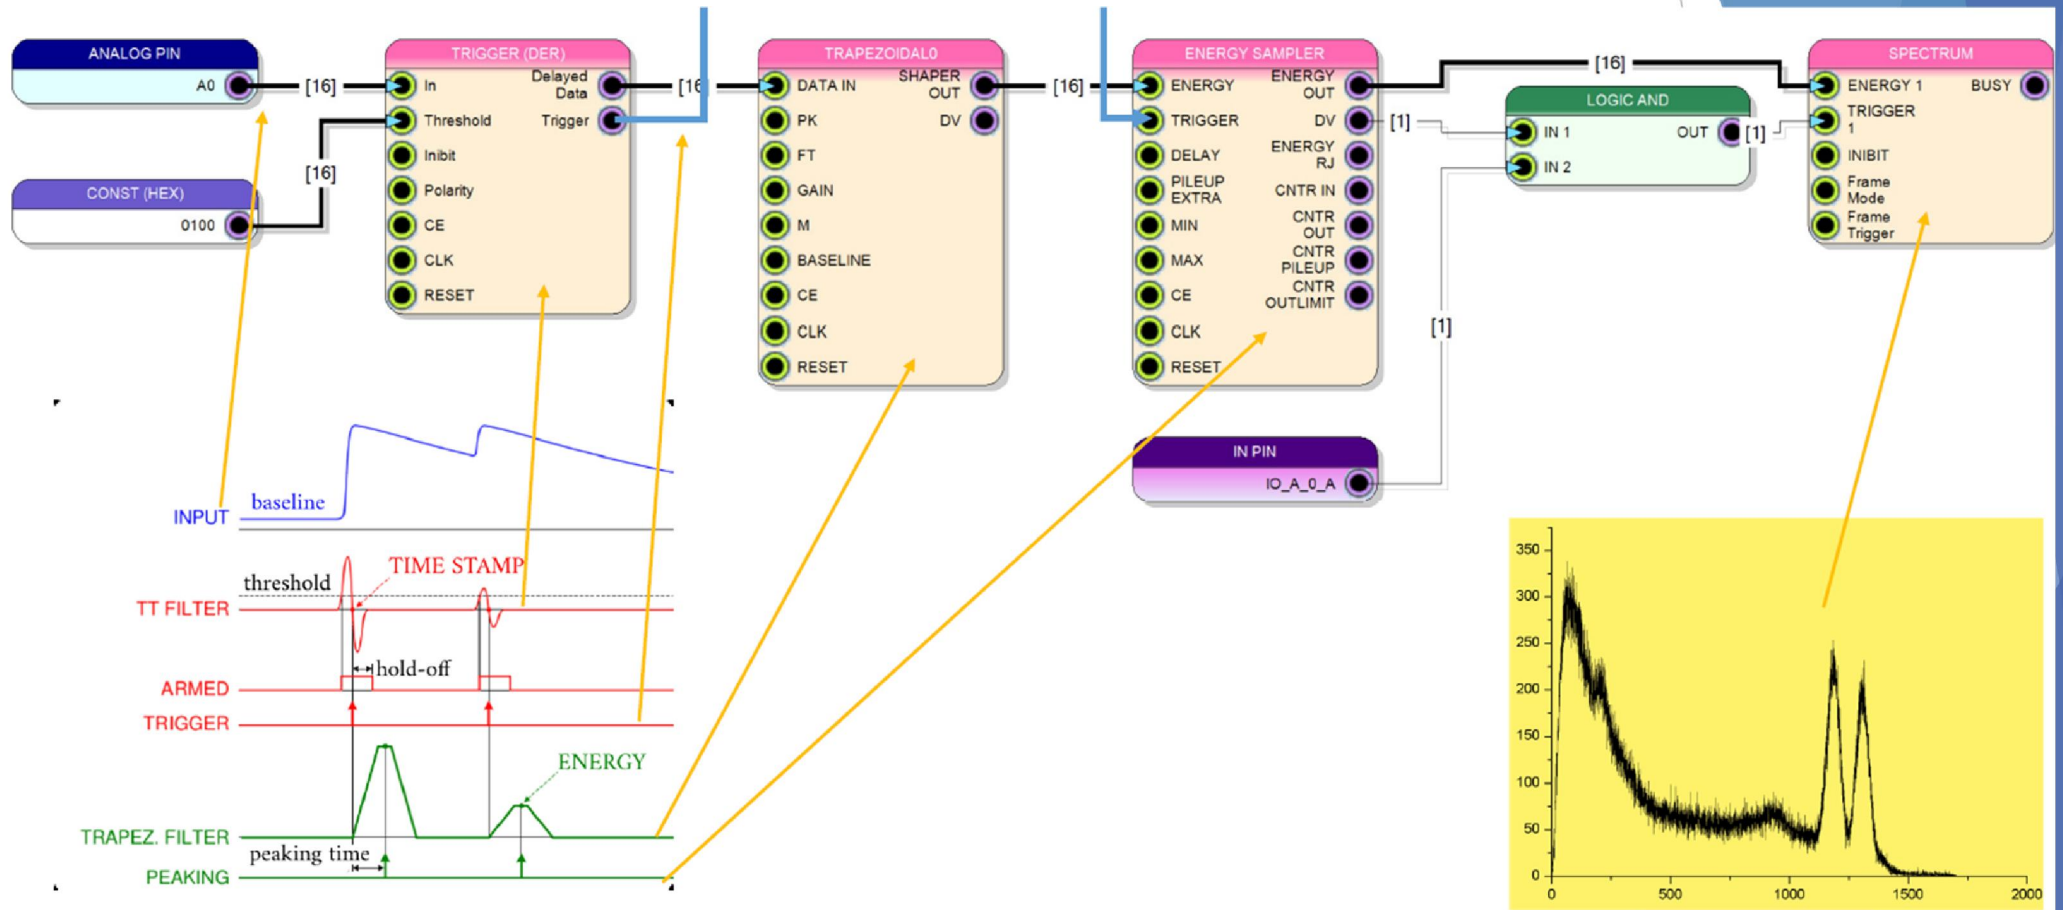 ANALOG PIN
A0
CONST (HEX)
0100
[16]
[16]
TRIGGER (DER)
In
Threshold
Inibit
Polarity
CE
CLK
RESET
Delayed
Data
Trigger
[16
TRAPEZOIDAL0
DATA IN
PK
FT
GAIN
M
BASELINE
CE
CLK
RESET
SHAPER
OUT
DV
[16]
ENERGY SAMPLER
ENERGY
TRIGGER
DELAY
PILEUP
EXTRA
MIN
MAX
CE
CLK
RESET
ENERGY
OUT
DV
ENERGY
RJ
CNTR IN
CNTR
OUT
CNTR
PILEUP
CNTR
OUTLIMIT
[16]
[1]
LOGIC AND
IN 1
IN 2
OUT
[1]
[1]
IN PIN
IO_A_0_A
SPECTRUM
ENERGY 1
TRIGGER
1
INIBIT
Frame
Mode
Frame
Trigger
BUSY
baseline
INPUT
TIME STAMP
threshold
TT FILTER
hold-off
ARMED
TRIGGER
ENERGY
TRAPEZ. FILTER
peaking time
PEAKING
350
300
250
200
150
100
50
0
0
500
1000
1500
2000